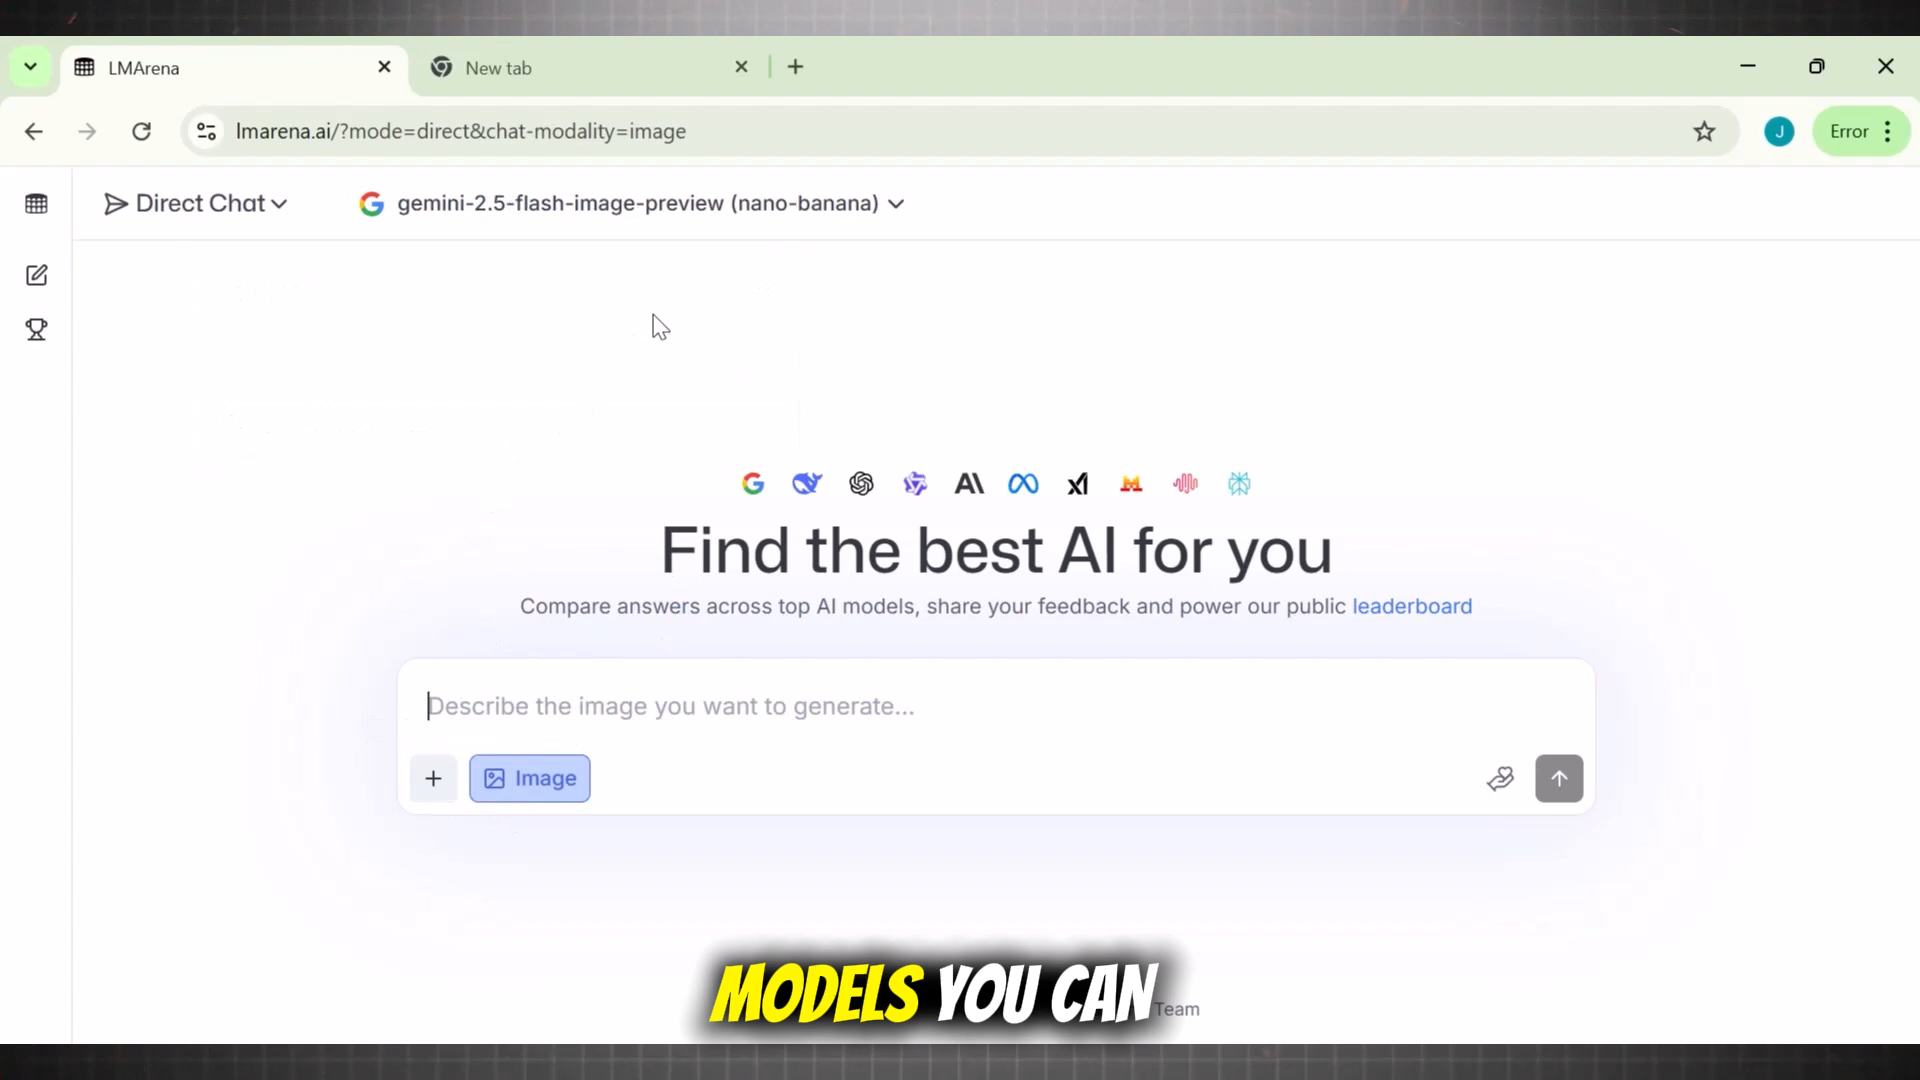 LMArena
New tab
lmarena.ai/?mode=direct&chat-modality=image
J
Error
Direct Chat
gemini-2.5-flash-image-preview (nano-banana)
Find the best AI for you
Compare answers across top AI models, share your feedback and power our public leaderboard
Describe the image you want to generate...
Image
MODELS YOU CAN
Team